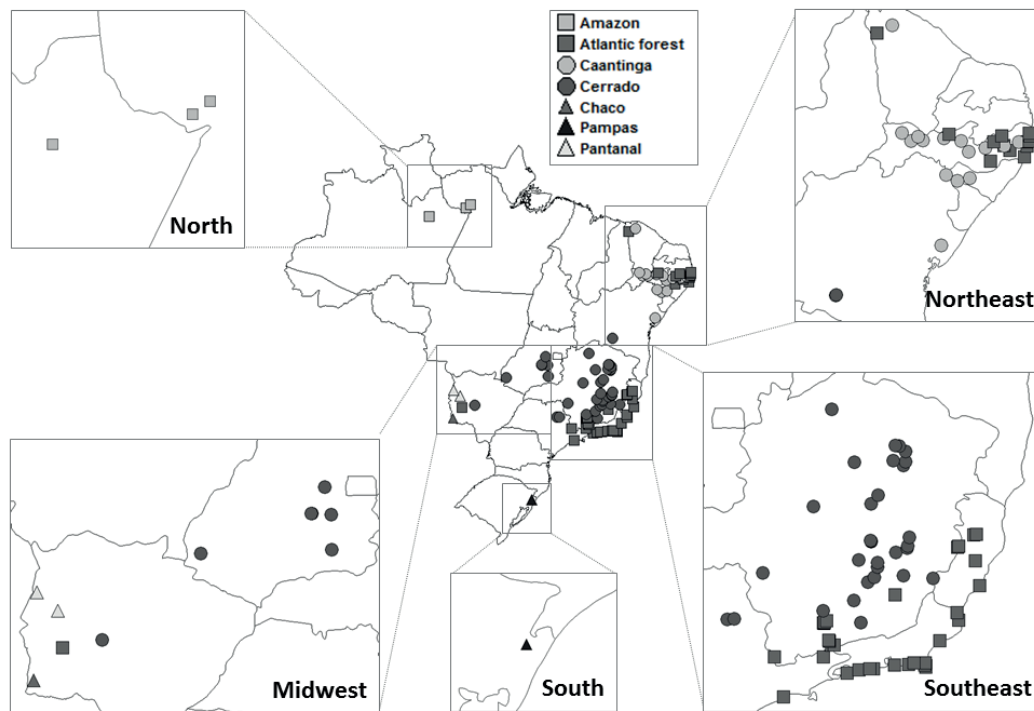 Amazon
Atlantic forest
Caantinga
Cerrado
Chaco
Pampas
Pantanal
North
Northeast
Midwest
South
Southeast